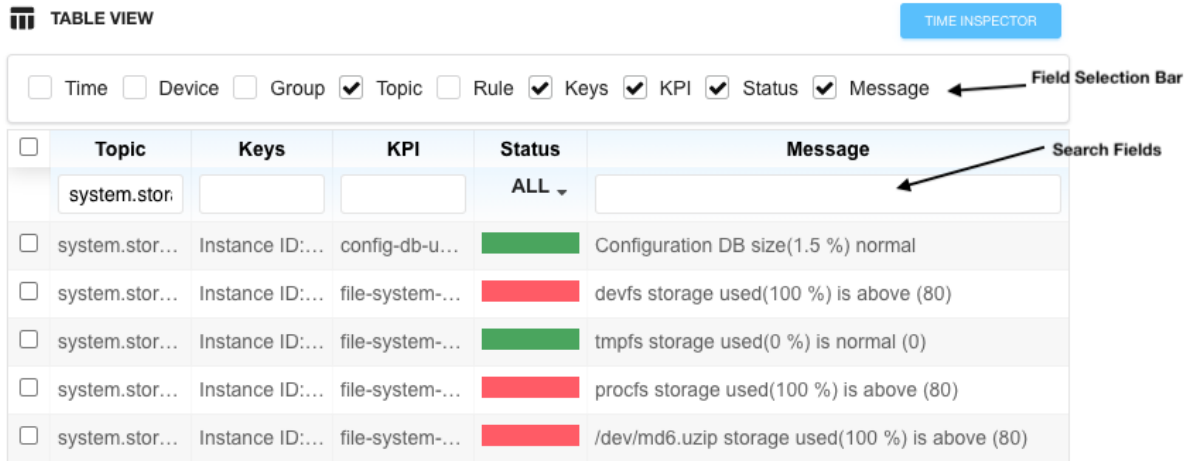 TABLE VIEW
TIME INSPECTOR
Time Device Group Topic Rule Keys KPI Status Message
Field Selection Bar
Topic Keys KPI Status Message
Search Fields
system.stor ALL
system.stor... Instance ID:... config-db-u... Configuration DB size(1.5 %) normal
system.stor... Instance ID:... file-system-... devfs storage used(100 %) is above (80)
system.stor... Instance ID:... file-system-... tmpfs storage used(0 %) is normal (0)
system.stor... Instance ID:... file-system-... procfs storage used(100 %) is above (80)
system.stor... Instance ID:... file-system-... /dev/md6.uzip storage used(100 %) is above (80)